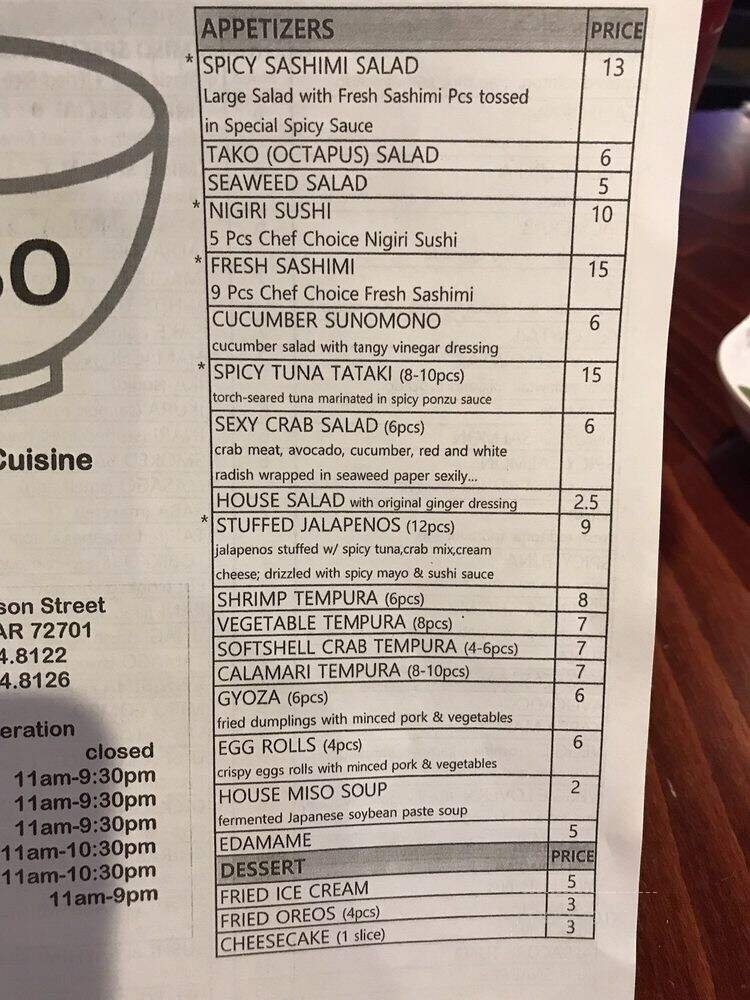 APPETIZERS PRICE
* SPICY SASHIMI SALAD 13
Large Salad with Fresh Sashimi Pcs tossed
in Special Spicy Sauce
TAKO (OCTAPUS) SALAD 6
SEAWEED SALAD 5
* NIGIRI SUSHI 10
5 Pcs Chef Choice Nigiri Sushi
* FRESH SASHIMI 15
9 Pcs Chef Choice Fresh Sashimi
CUCUMBER SUNOMONO 6
cucumber salad with tangy vinegar dressing
* SPICY TUNA TATAKI (8-10pcs) 15
torch-seared tuna marinated in spicy ponzu sauce
SEXY CRAB SALAD (6pcs) 6
crab meat, avocado, cucumber, red and white
radish wrapped in seaweed paper sexily...
HOUSE SALAD with original ginger dressing 2.5
* STUFFED JALAPENOS (12pcs) 9
jalapenos stuffed w/ spicy tuna,crab mix,cream
cheese; drizzled with spicy mayo & sushi sauce
SHRIMP TEMPURA (6pcs) 8
VEGETABLE TEMPURA (8pcs) 7
SOFTSHELL CRAB TEMPURA (4-6pcs) 7
CALAMARI TEMPURA (8-10pcs) 7
GYOZA (6pcs) 6
fried dumplings with minced pork & vegetables
EGG ROLLS (4pcs) 6
crispy eggs rolls with minced pork & vegetables
HOUSE MISO SOUP 2
fermented Japanese soybean paste soup
EDAMAME 5
DESSERT PRICE
FRIED ICE CREAM 5
FRIED OREOS (4pcs) 3
CHEESECAKE (1 slice) 3
O
Cuisine
son Street
AR 72701
4.8122
4.8126
eration
closed
11am-9:30pm
11am-9:30pm
11am-9:30pm
11am-10:30pm
11am-10:30pm
11am-9pm